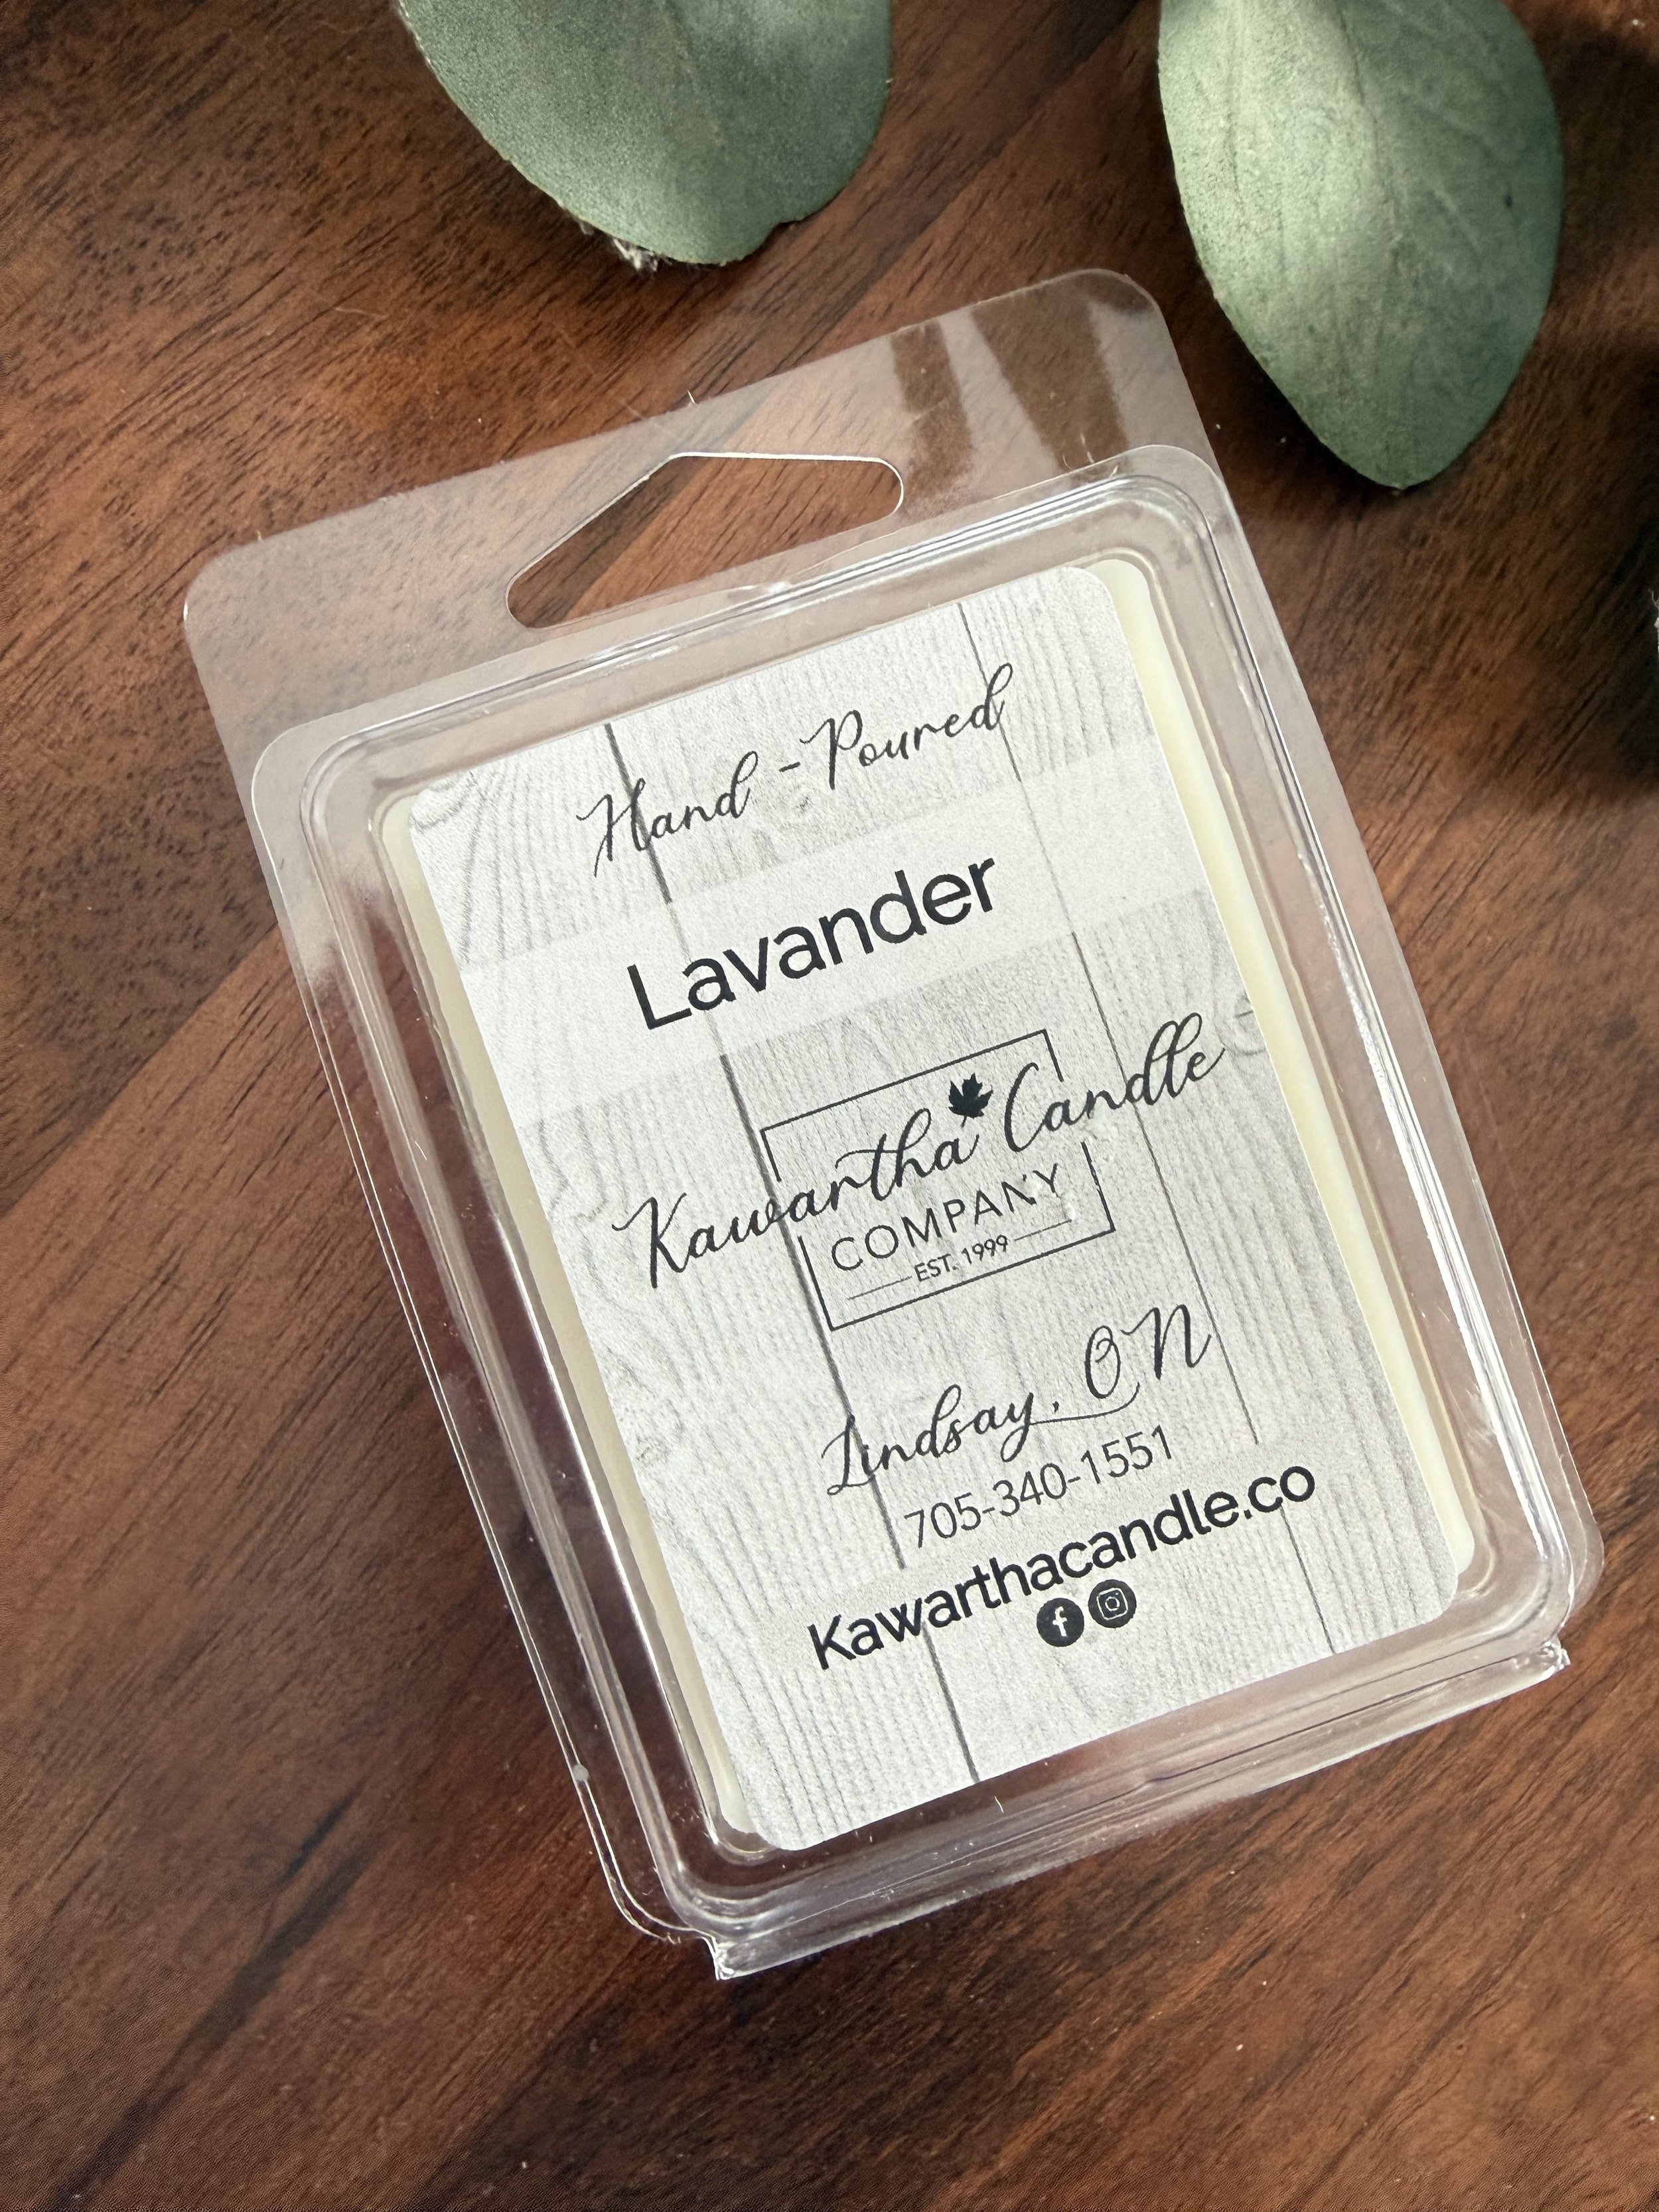 Hand-Poured
Lavander
Kawartha Candle
COMPANY
EST. 1999
Lindsay, ON
705-340-1551
Kawarthacandle.co